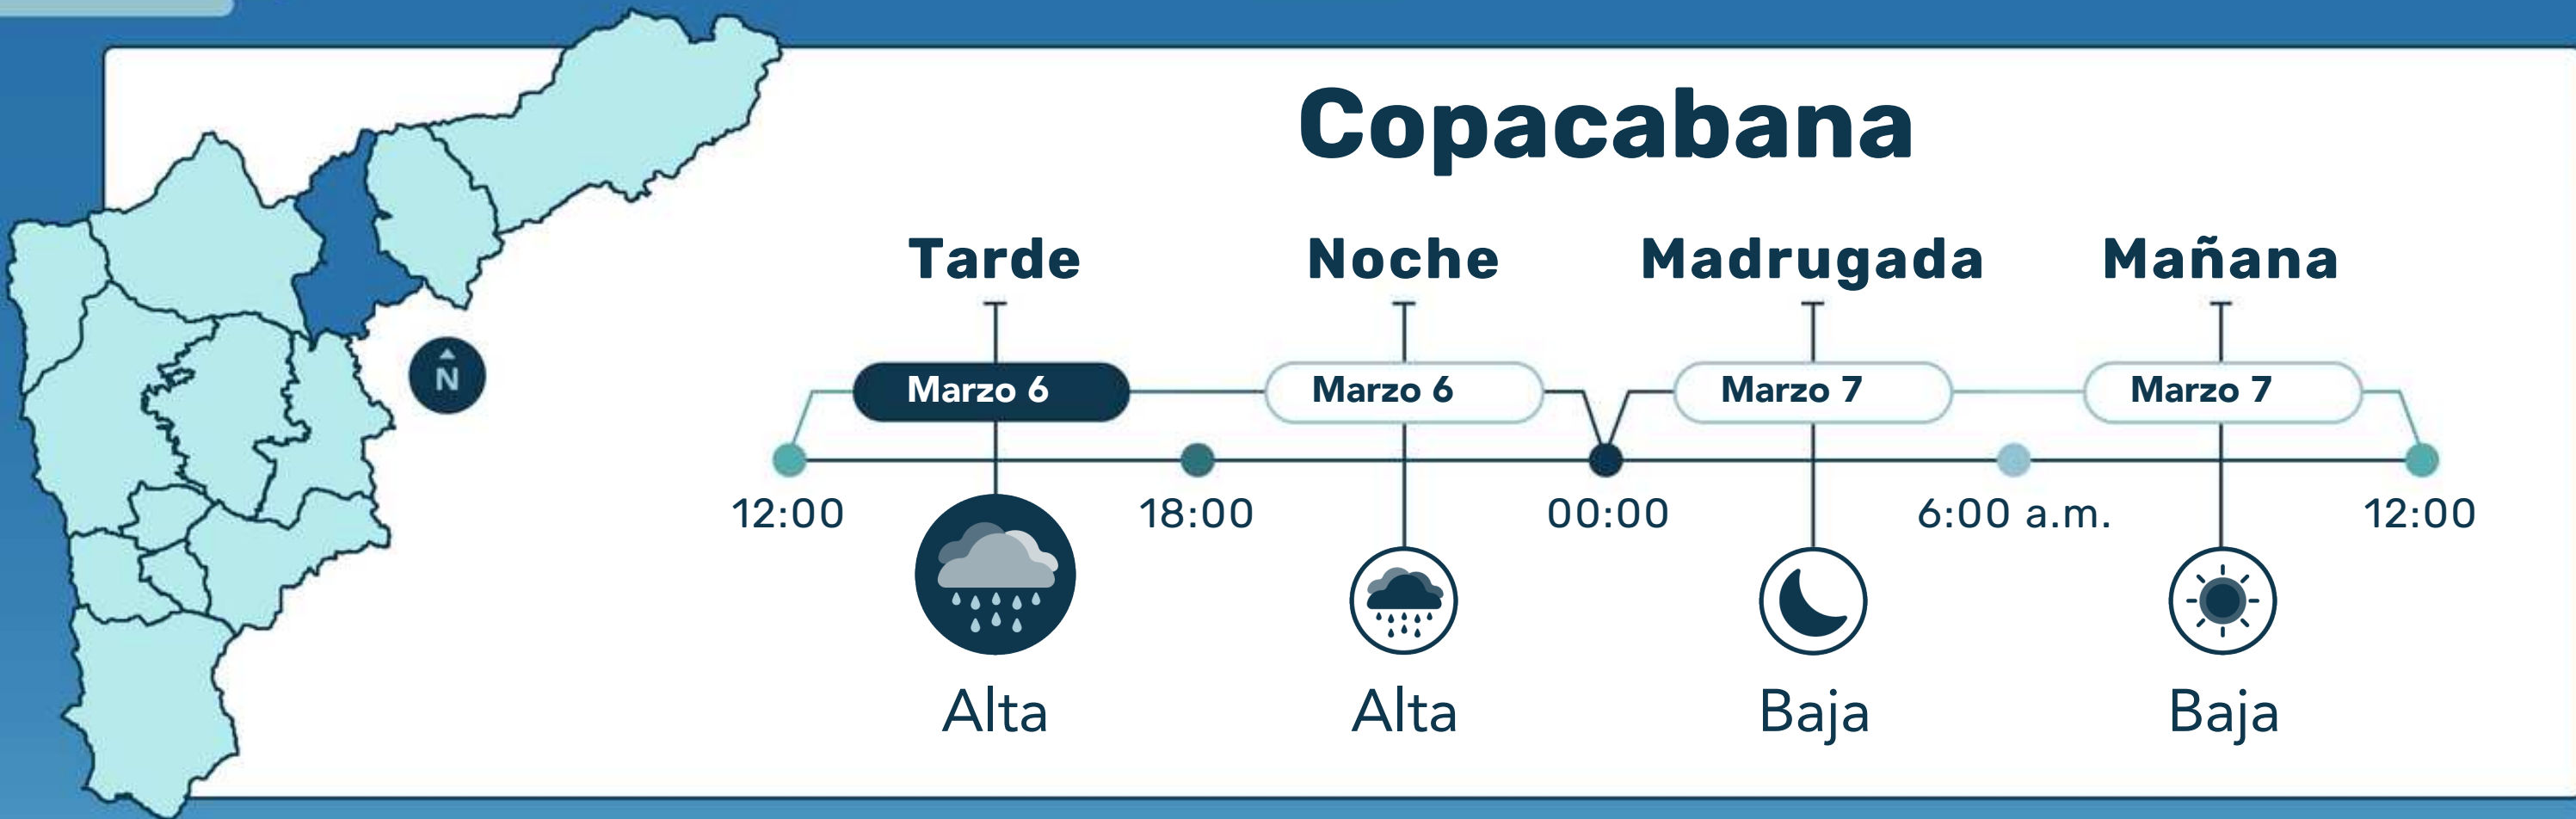 Copacabana
Tarde Noche Madrugada Mañana
N
Marzo 6 Marzo 6 Marzo 7 Marzo 7
12:00 18:00 00:00 6:00 a.m. 12:00
Alta Alta Baja Baja